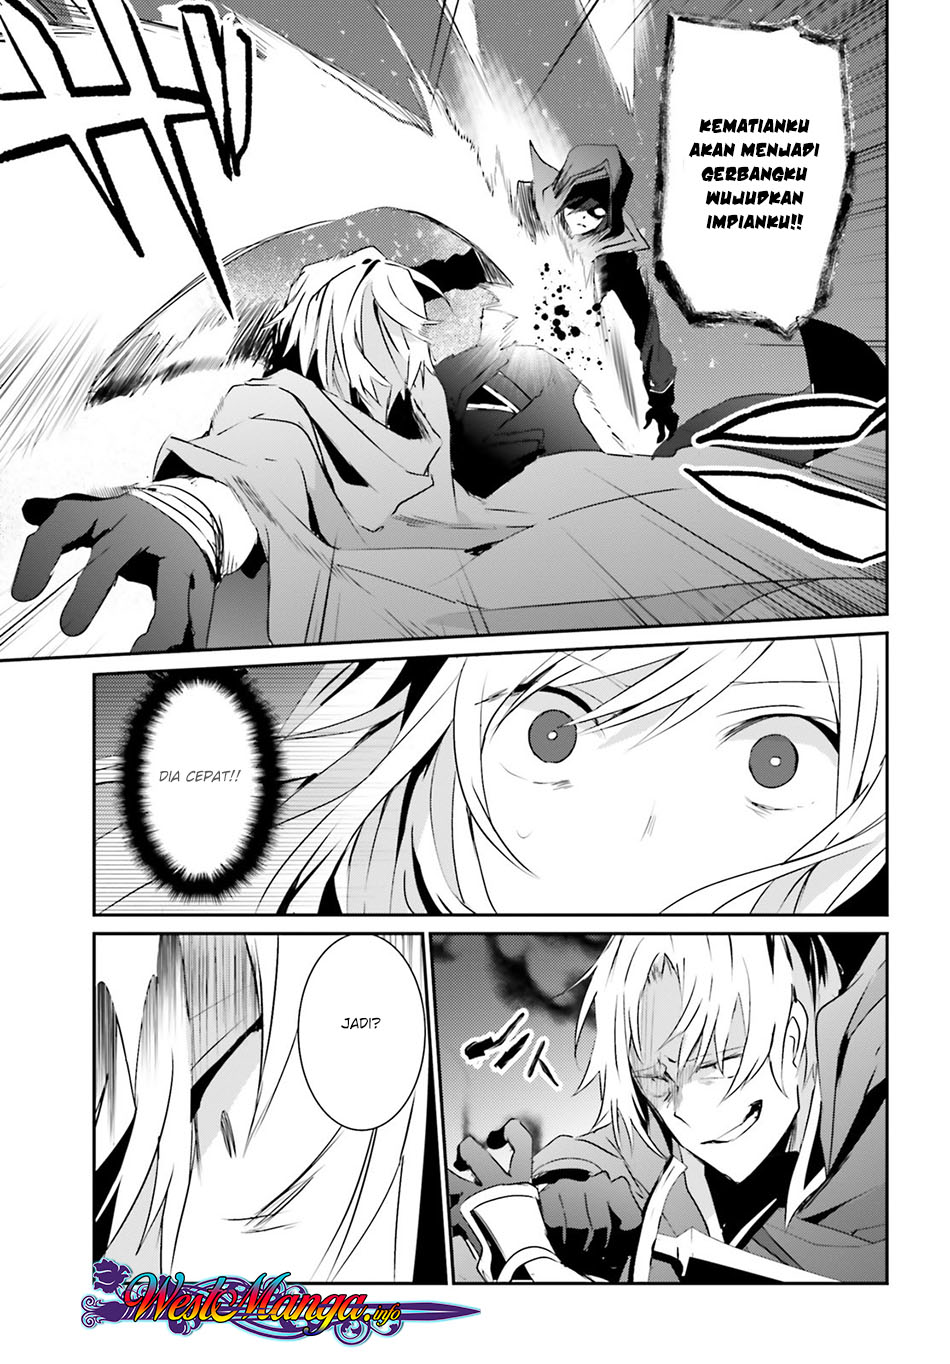 KEMATIANKU
AKAN MENJADI
GERBANGKU
WUJUDKAN
IMPIANKU!!
DIA CEPAT!!
JADI?
WestManga.info